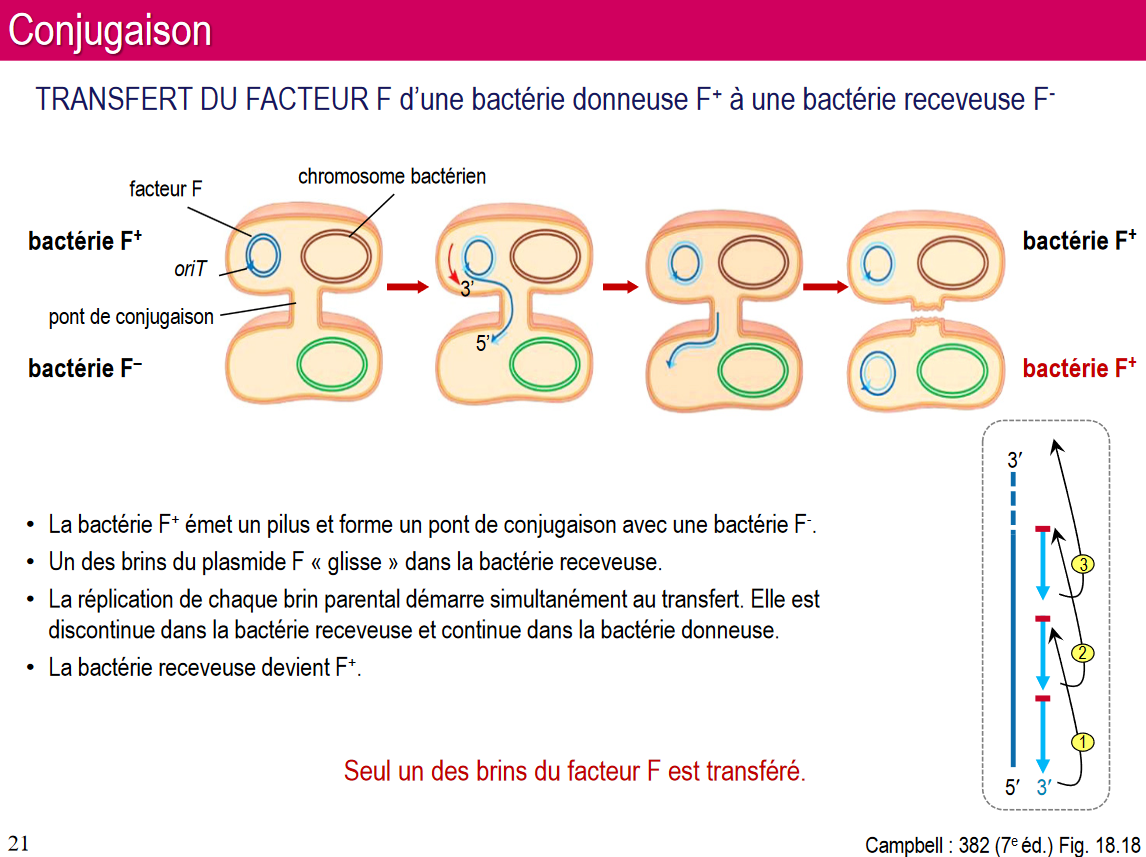 Conjugaison
TRANSFERT DU FACTEUR F d’une bactérie donneuse F⁺ à une bactérie receveuse F⁻
facteur F
chromosome bactérien
bactérie F⁺
oriT
pont de conjugaison
bactérie F⁻
3’
5’
bactérie F⁺
bactérie F⁺
• La bactérie F⁺ émet un pilus et forme un pont de conjugaison avec une bactérie F⁻.
• Un des brins du plasmide F « glisse » dans la bactérie receveuse.
• La réplication de chaque brin parental démarre simultanément au transfert. Elle est
discontinue dans la bactérie receveuse et continue dans la bactérie donneuse.
• La bactérie receveuse devient F⁺.
Seul un des brins du facteur F est transféré.
3′
3
2
1
5′ 3′
21
Campbell : 382 (7ᵉ éd.) Fig. 18.18